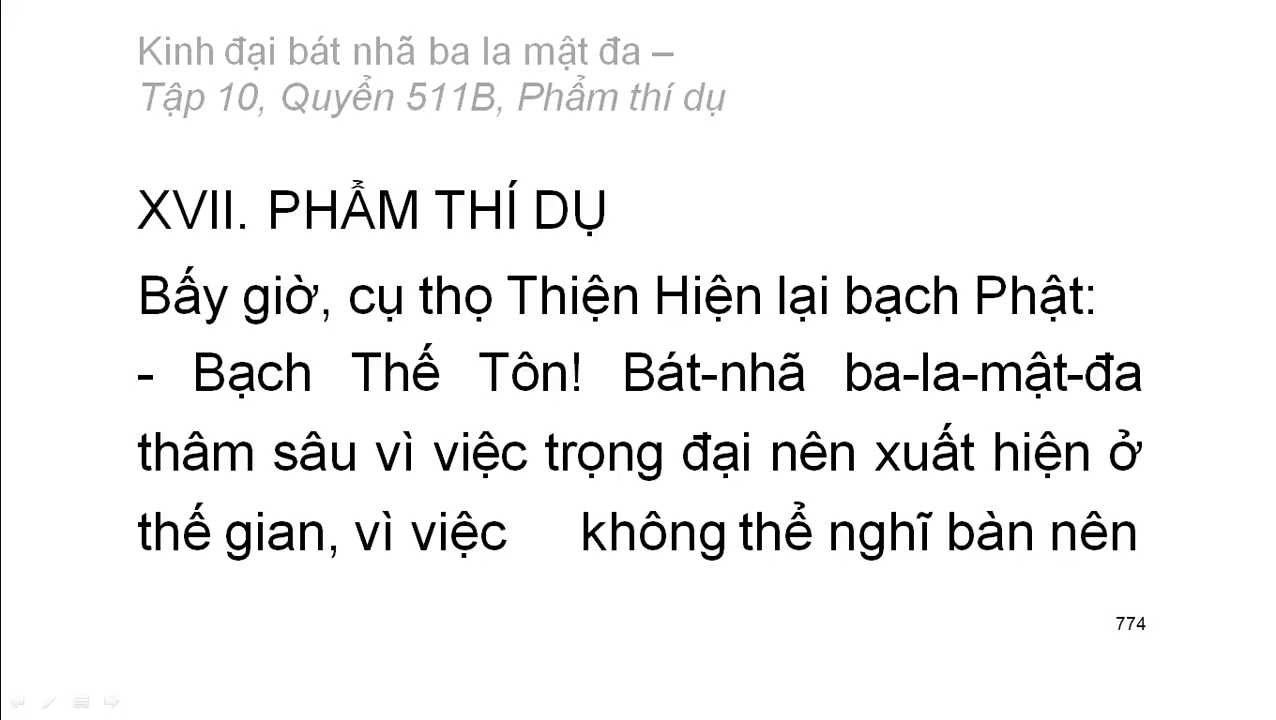 Kinh đại bát nhã ba la mật đa –
Tập 10, Quyển 511B, Phẩm thí dụ
XVII. PHẨM THÍ DỤ
Bấy giờ, cụ thọ Thiện Hiện lại bạch Phật:
- Bạch Thế Tôn! Bát-nhã ba-la-mật-đa
thâm sâu vì việc trọng đại nên xuất hiện ở
thế gian, vì việc không thể nghĩ bàn nên
774